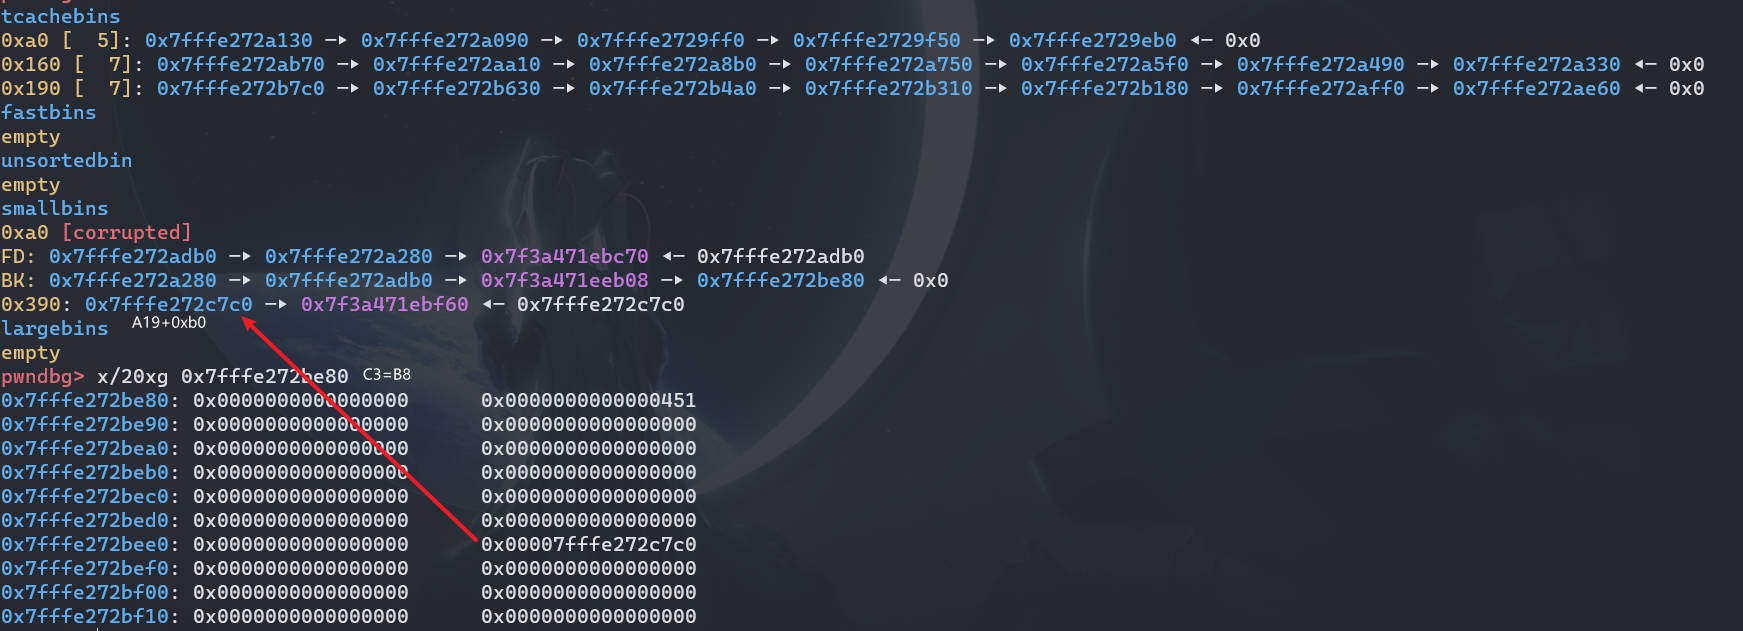 tcachebins
0xa0 [  5]: 0x7fffe272a130 —▸ 0x7fffe272a090 —▸ 0x7fffe2729ff0 —▸ 0x7fffe2729f50 —▸ 0x7fffe2729eb0 ◂— 0x0
0x160 [  7]: 0x7fffe272ab70 —▸ 0x7fffe272aa10 —▸ 0x7fffe272a8b0 —▸ 0x7fffe272a750 —▸ 0x7fffe272a5f0 —▸ 0x7fffe272a490 —▸ 0x7fffe272a330 ◂— 0x0
0x190 [  7]: 0x7fffe272b7c0 —▸ 0x7fffe272b630 —▸ 0x7fffe272b4a0 —▸ 0x7fffe272b310 —▸ 0x7fffe272b180 —▸ 0x7fffe272aff0 —▸ 0x7fffe272ae60 ◂— 0x0
fastbins
empty
unsortedbin
empty
smallbins
0xa0 [corrupted]
FD: 0x7fffe272adb0 —▸ 0x7fffe272a280 —▸ 0x7f3a471ebc70 ◂— 0x7fffe272adb0
BK: 0x7fffe272a280 —▸ 0x7fffe272adb0 —▸ 0x7f3a471eeb08 —▸ 0x7fffe272be80 ◂— 0x0
0x390: 0x7fffe272c7c0 —▸ 0x7f3a471ebf60 ◂— 0x7fffe272c7c0
largebins A19+0xb0
empty
pwndbg> x/20xg 0x7fffe272be80 C3=B8
0x7fffe272be80: 0x0000000000000000 0x0000000000000451
0x7fffe272be90: 0x0000000000000000 0x0000000000000000
0x7fffe272bea0: 0x0000000000000000 0x0000000000000000
0x7fffe272beb0: 0x0000000000000000 0x0000000000000000
0x7fffe272bec0: 0x0000000000000000 0x0000000000000000
0x7fffe272bed0: 0x0000000000000000 0x0000000000000000
0x7fffe272bee0: 0x0000000000000000 0x00007fffe272c7c0
0x7fffe272bef0: 0x0000000000000000 0x0000000000000000
0x7fffe272bf00: 0x0000000000000000 0x0000000000000000
0x7fffe272bf10: 0x0000000000000000 0x0000000000000000